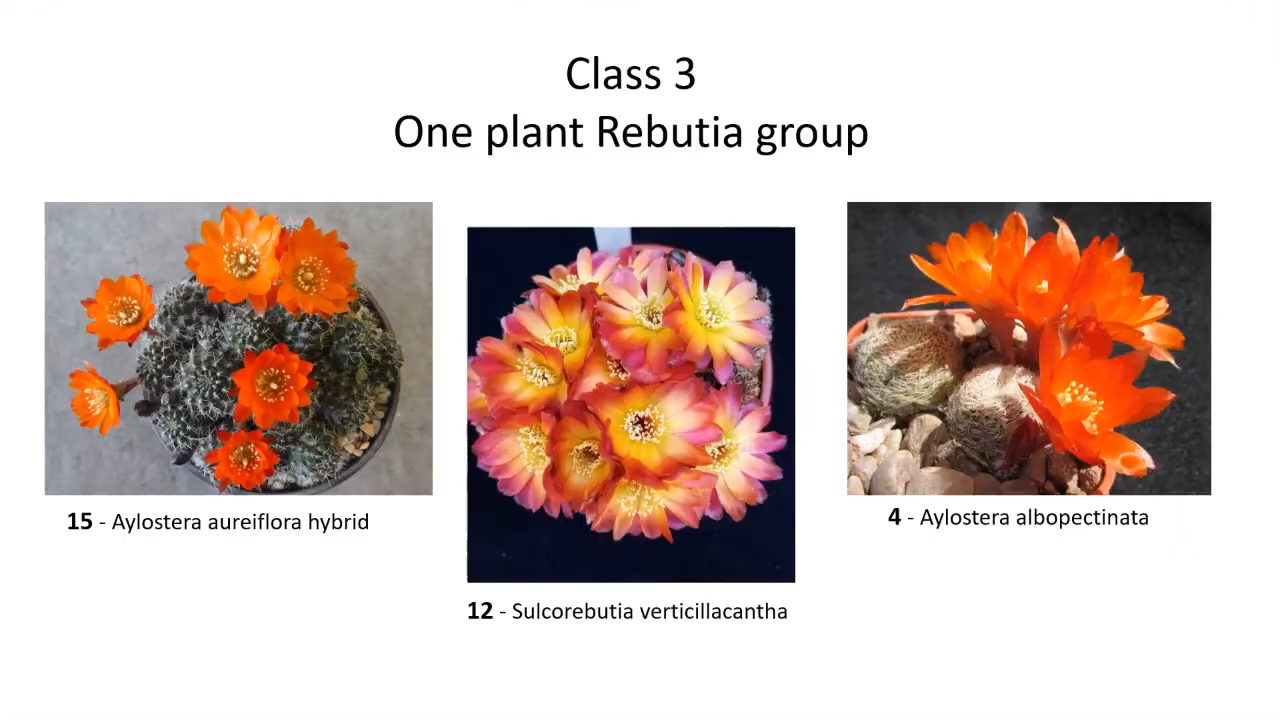 Class 3
One plant Rebutia group
15 - Aylostera aureiflora hybrid
12 - Sulcorebutia verticillacantha
4 - Aylostera albopectinata